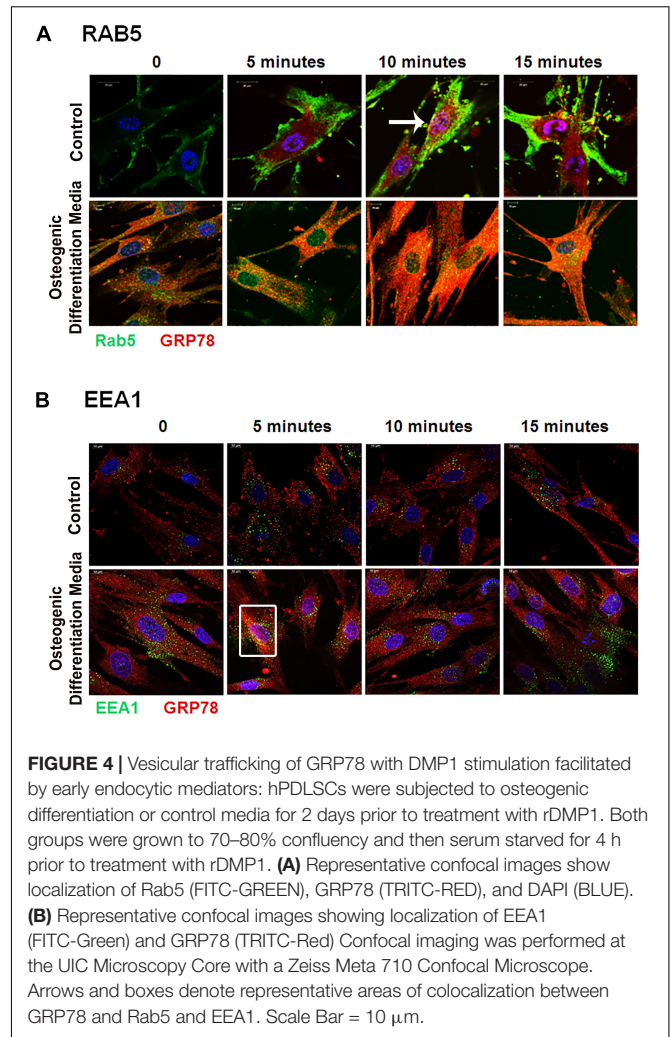 A RAB5
0 5 minutes 10 minutes 15 minutes
Control
Osteogenic
Differentiation Media
Rab5 GRP78
B EEA1
0 5 minutes 10 minutes 15 minutes
Control
Osteogenic
Differentiation Media
EEA1 GRP78
FIGURE 4 | Vesicular trafficking of GRP78 with DMP1 stimulation facilitated
by early endocytic mediators: hPDLSCs were subjected to osteogenic
differentiation or control media for 2 days prior to treatment with rDMP1. Both
groups were grown to 70–80% confluency and then serum starved for 4 h
prior to treatment with rDMP1. (A) Representative confocal images show
localization of Rab5 (FITC-GREEN), GRP78 (TRITC-RED), and DAPI (BLUE).
(B) Representative confocal images showing localization of EEA1
(FITC-Green) and GRP78 (TRITC-Red) Confocal imaging was performed at
the UIC Microscopy Core with a Zeiss Meta 710 Confocal Microscope.
Arrows and boxes denote representative areas of colocalization between
GRP78 and Rab5 and EEA1. Scale Bar = 10 μm.